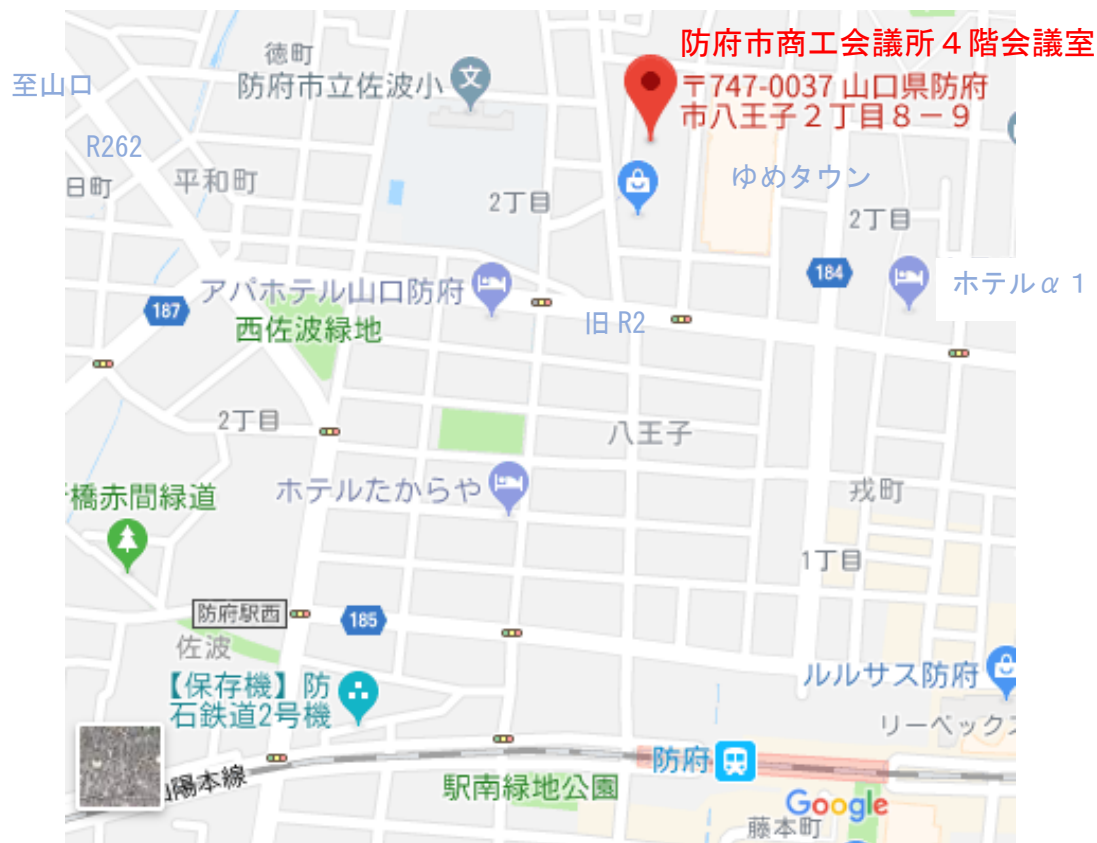 防府市商工会議所４階会議室
〒747-0037 山口県防府
市八王子２丁目８－９
徳町
防府市立佐波小
至山口
R262
日町
平和町
2丁目
ゆめタウン
2丁目
184
ホテルα１
アパホテル山口防府
187
旧 R2
西佐波緑地
2丁目
八王子
ホテルたからや
戎町
橋赤間緑道
1丁目
防府駅西
185
佐波
ルルサス防府
【保存機】防
石鉄道2号機
リーベックス
防府
陽本線
駅南緑地公園
Google
藤本町